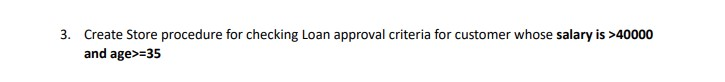 3. Create Store procedure for checking Loan approval criteria for customer whose salary is >40000
and age>=35